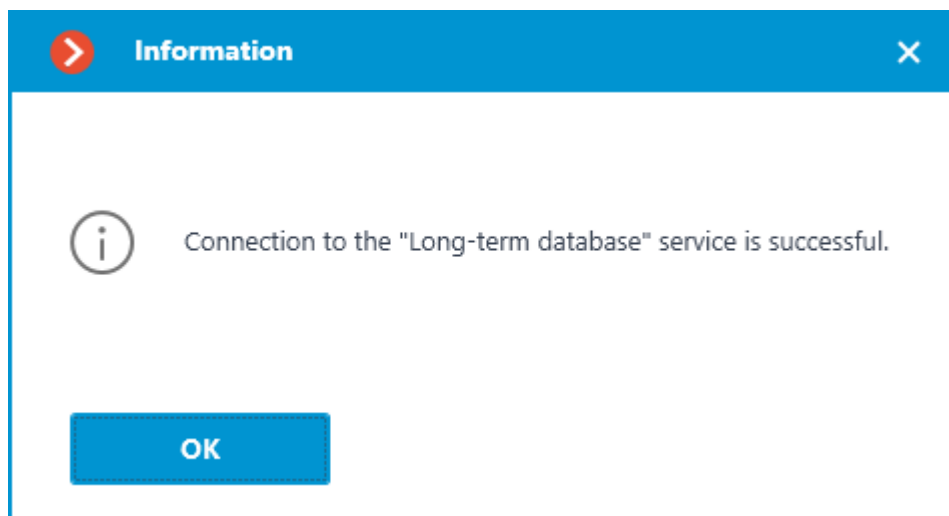 Information
Connection to the "Long-term database" service is successful.
OK